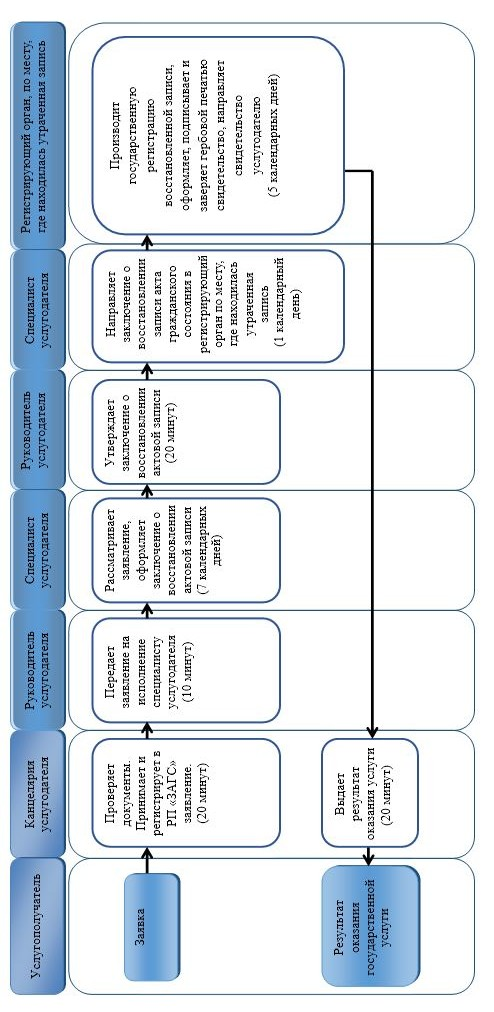 Услугополучатель
Канцелярия
услугодателя
Руководитель
услугодателя
Специалист
услугодателя
Руководитель
услугодателя
Специалист
услугодателя
Регистрирующий орган, по месту,
где находилась утраченная запись
Заявка
Проверяет
документы.
Принимает и
регистрирует в
РП «ЗАГС»
заявление.
(20 минут)
Передает
заявление на
исполнение
специалисту
услугодателя
(10 минут)
Рассматривает
заявление,
оформляет
заключение о
восстановлении
актовой записи
(7 календарных
дней)
Утверждает
заключение о
восстановлении
актовой записи
(20 минут)
Направляет
заключение о
восстановлении
записи акта
гражданского
состояния в
регистрирующий
орган по месту,
где находилась
утраченная
запись
(1 календарный
день)
Производит
государственную
регистрацию
восстановленной записи,
оформляет, подписывает и
заверяет гербовой печатью
свидетельство, направляет
свидетельство
услугодателю
(5 календарных дней)
Выдает
результат
оказания услуги
(20 минут)
Результат
оказания
государственной
услуги